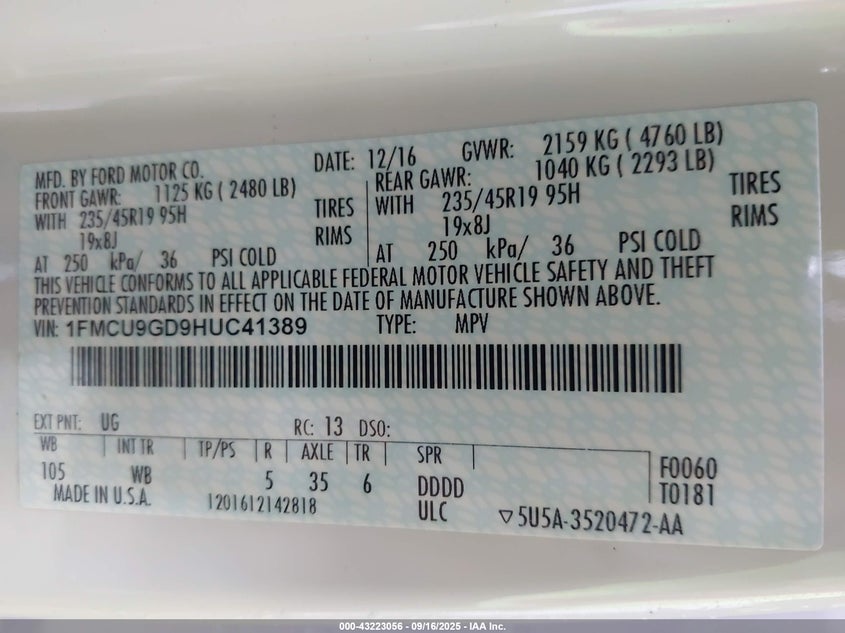 MFD. BY FORD MOTOR CO. DATE: 12/16 GVWR: 2159 KG ( 4760 LB)
FRONT GAWR: 1125 KG ( 2480 LB) REAR GAWR: 1040 KG ( 2293 LB)
WITH 235/45R19 95H TIRES WITH 235/45R19 95H TIRES
19x8J RIMS 19x8J RIMS
AT 250 kPa/ 36 PSI COLD AT 250 kPa/ 36 PSI COLD
THIS VEHICLE CONFORMS TO ALL APPLICABLE FEDERAL MOTOR VEHICLE SAFETY AND THEFT
PREVENTION STANDARDS IN EFFECT ON THE DATE OF MANUFACTURE SHOWN ABOVE.
VIN: 1FMCU9GD9HUC41389 TYPE: MPV
EXT PNT: UG RC: 13 DSO:
WB INT TR TP/PS R AXLE TR SPR
105 WB 5 35 6 DDDD F0060
MADE IN U.S.A. 1201612142818 ULC T0181
▽5U5A-3520472-AA
000-43223056 - 09/16/2025 - IAA Inc.